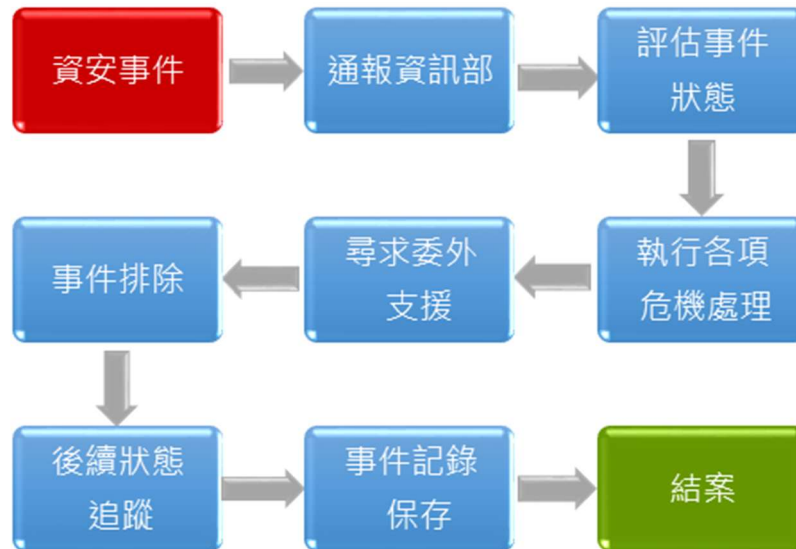 資安事件
通報資訊部
評估事件
狀態
執行各項
危機處理
尋求委外
支援
事件排除
後續狀態
追蹤
事件記錄
保存
結案